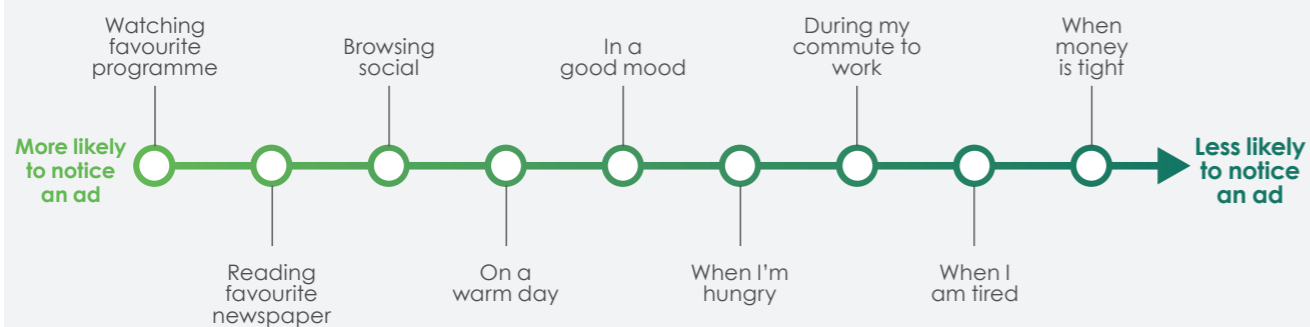 Watching
favourite
programme
Browsing
social
In a
good mood
During my
commute to
work
When
money
is tight
More likely
to notice
an ad
Less likely
to notice
an ad
Reading
favourite
newspaper
On a
warm day
When I'm
hungry
When I
am tired